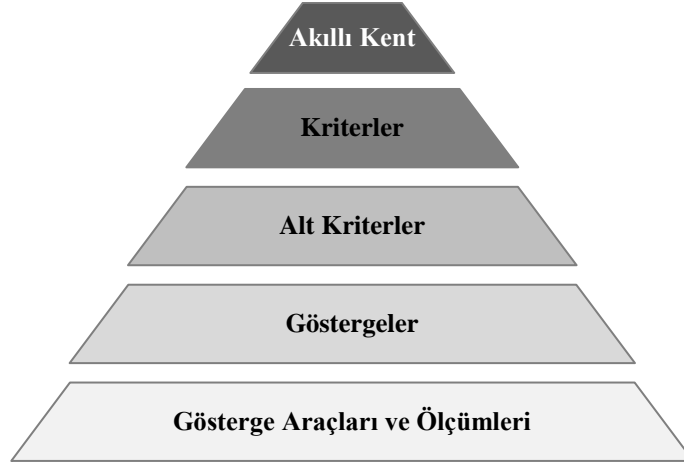 Akıllı Kent
Kriterler
Alt Kriterler
Göstergeler
Gösterge Araçları ve Ölçümleri